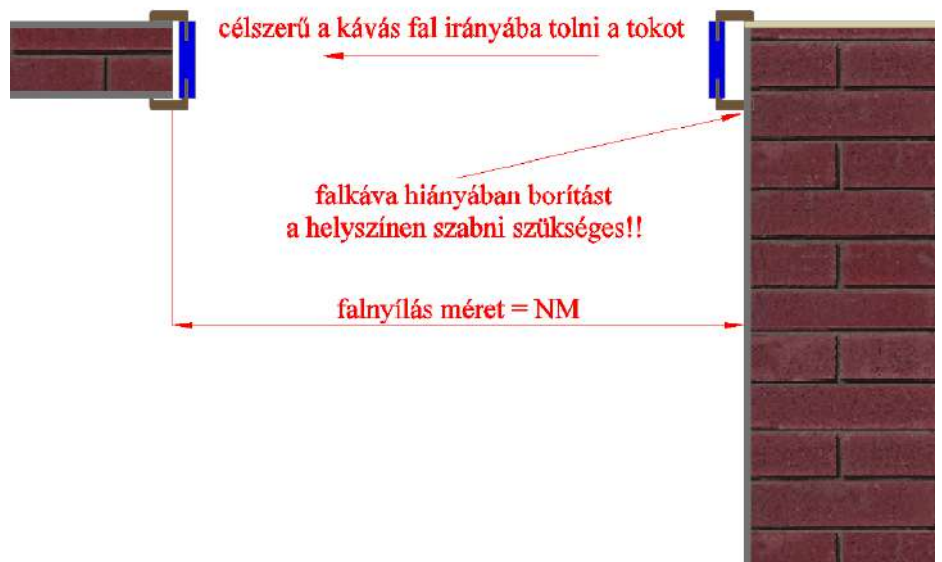 célszerű a kávás fal irányába tolni a tokot
falkáva hiányában borítást
a helyszínen szabni szükséges!!
falnyílás méret = NM